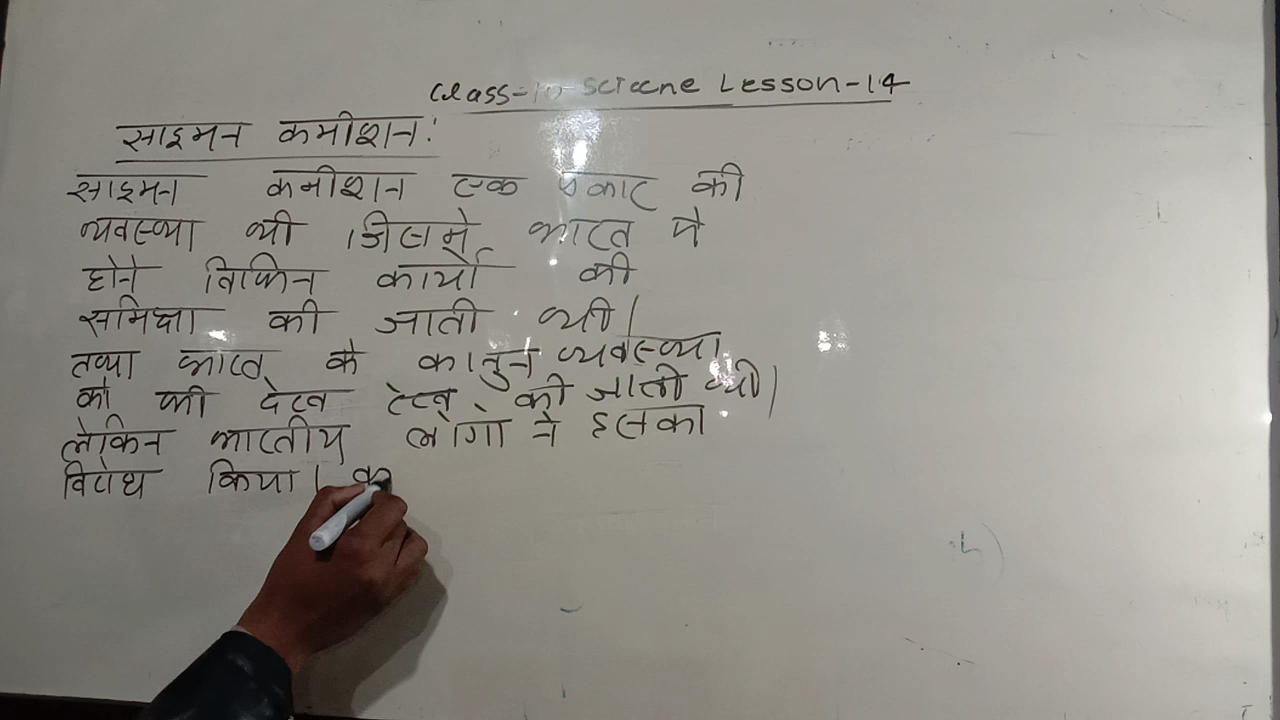 Class-10 Sciecne Lesson-14
साइमन कमीशन:
साइमन कमीशन एक प्रकार की
व्यवस्था थी जिसमे भारत मे
होने विभिन कार्यो की
समिक्षा की जाती थी।
तथा भारत के कानुन व्यवस्था
को भी देख रेख की जाती थी।
लेकिन भारतीय लोगो ने इसका
विरोध किया। क